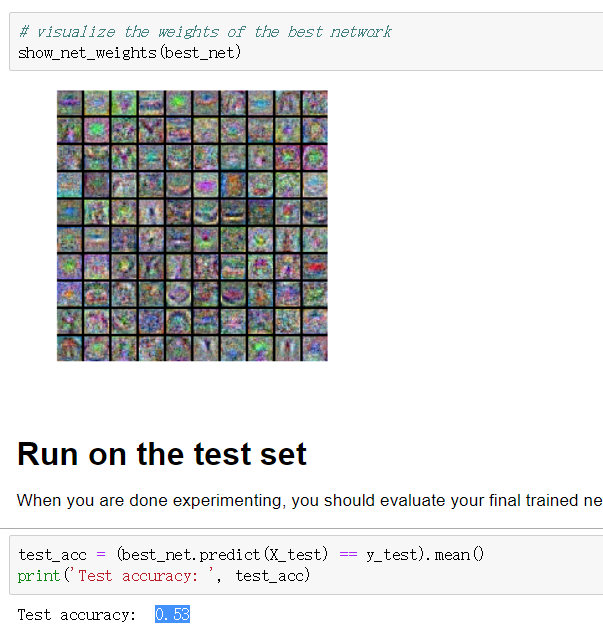 # visualize the weights of the best network
show_net_weights(best_net)
Run on the test set
When you are done experimenting, you should evaluate your final trained ne
test_acc = (best_net.predict(X_test) == y_test).mean()
print('Test accuracy: ', test_acc)
Test accuracy:  0.53